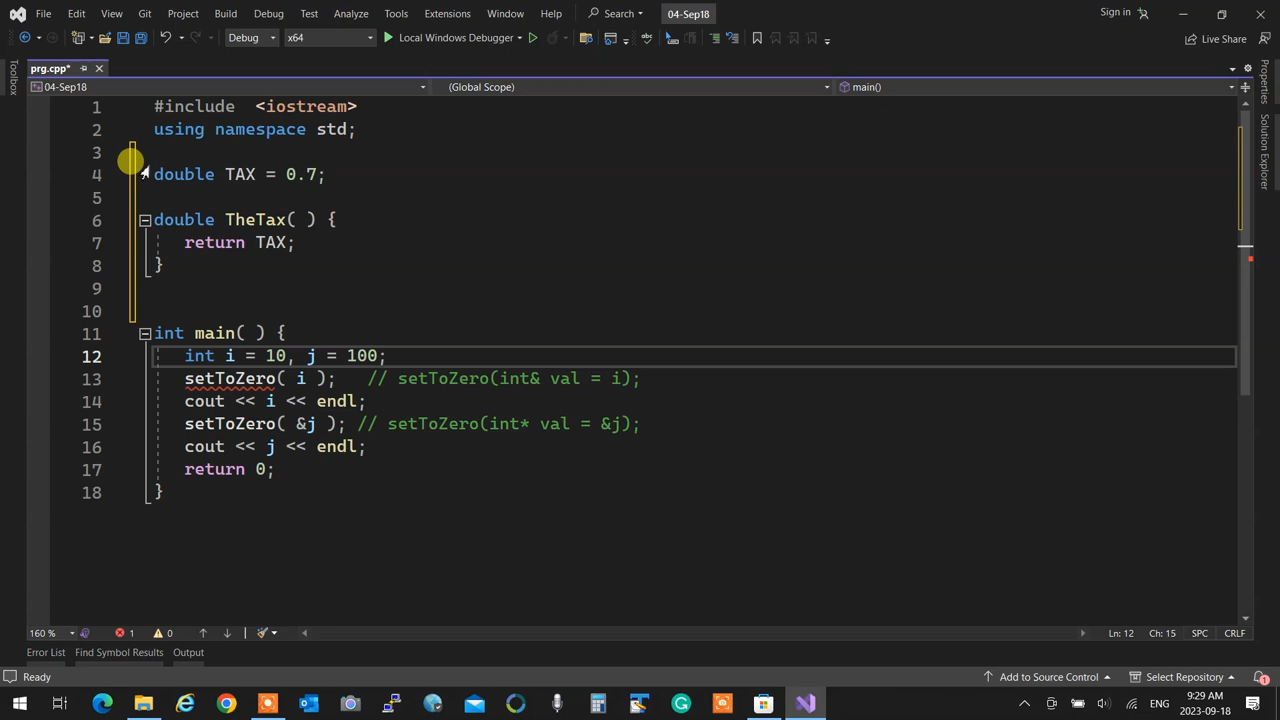 File Edit View Git Project Build Debug Test Analyze Tools Extensions Window Help Search 04-Sep18 Sign in
Debug x64 Local Windows Debugger Live Share
prg.cpp*
04-Sep18 (Global Scope) main()
Toolbox
Properties
Solution Explorer
1 #include <iostream>
2 using namespace std;
3
4 double TAX = 0.7;
5
6 double TheTax( ) {
7 return TAX;
8 }
9
10
11 int main( ) {
12 int i = 10, j = 100;
13 setToZero( i ); // setToZero(int& val = i);
14 cout << i << endl;
15 setToZero( &j ); // setToZero(int* val = &j);
16 cout << j << endl;
17 return 0;
18 }
160 % 1 0 Ln: 12 Ch: 15 SPC CRLF
Error List Find Symbol Results Output
Ready Add to Source Control Select Repository 1
9:29 AM
ENG
2023-09-18